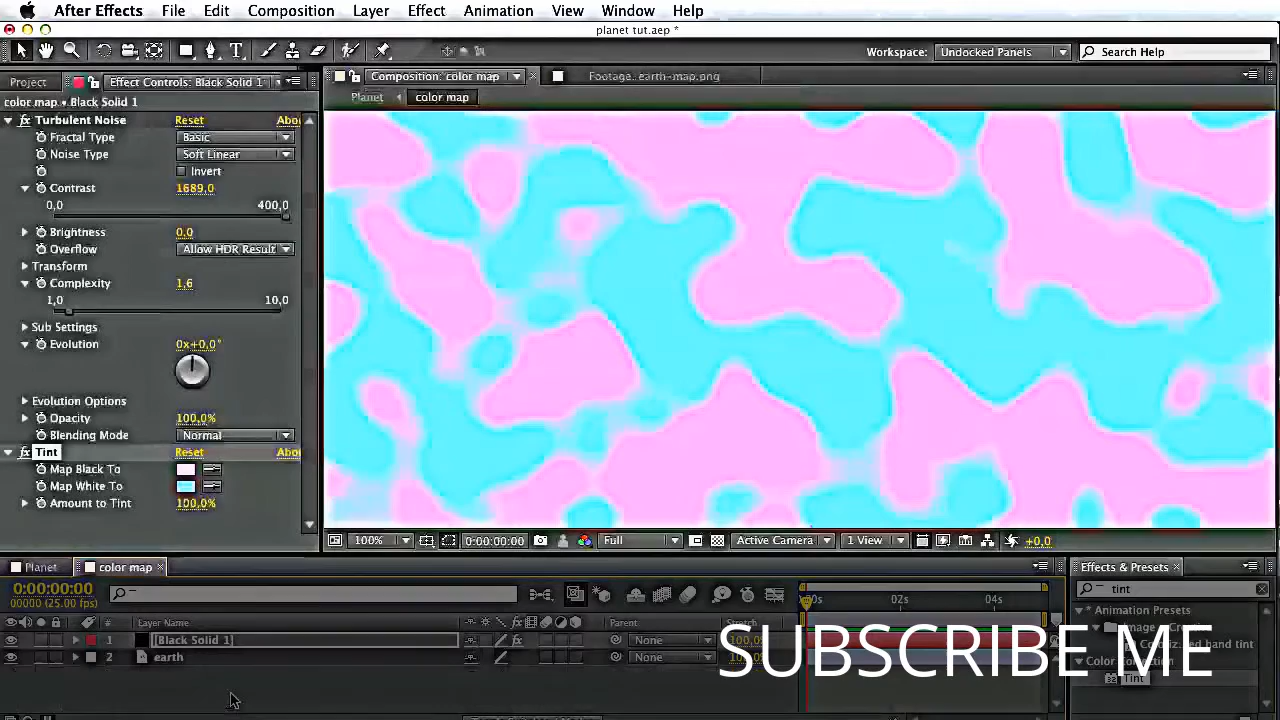 After Effects File Edit Composition Layer Effect Animation View Window Help
planet tut.aep *
Workspace: Undocked Panels Search Help
Project Effect Controls: Black Solid 1 Composition: color map Footage: earth-map.png
color map • Black Solid 1 Planet color map
Turbulent Noise Reset Abou
Fractal Type Basic
Noise Type Soft Linear
Invert
Contrast 1689,0
0,0 400,0
Brightness 0,0
Overflow Allow HDR Result
Transform
Complexity 1,6
1,0 10,0
Sub Settings
Evolution 0x+0,0°
Evolution Options
Opacity 100,0%
Blending Mode Normal
Tint Reset Abou
Map Black To
Map White To
Amount to Tint 100,0%
100% 0:00:00:00 Full Active Camera 1 View +0,0
Planet color map Effects & Presets
0:00:00:00
00000 (25.00 fps)
tint
02s 04s
* Animation Presets
# Layer Name Parent
1 [Black Solid 1] None 100,0%
2 earth None
Tint
SUBSCRIBE ME